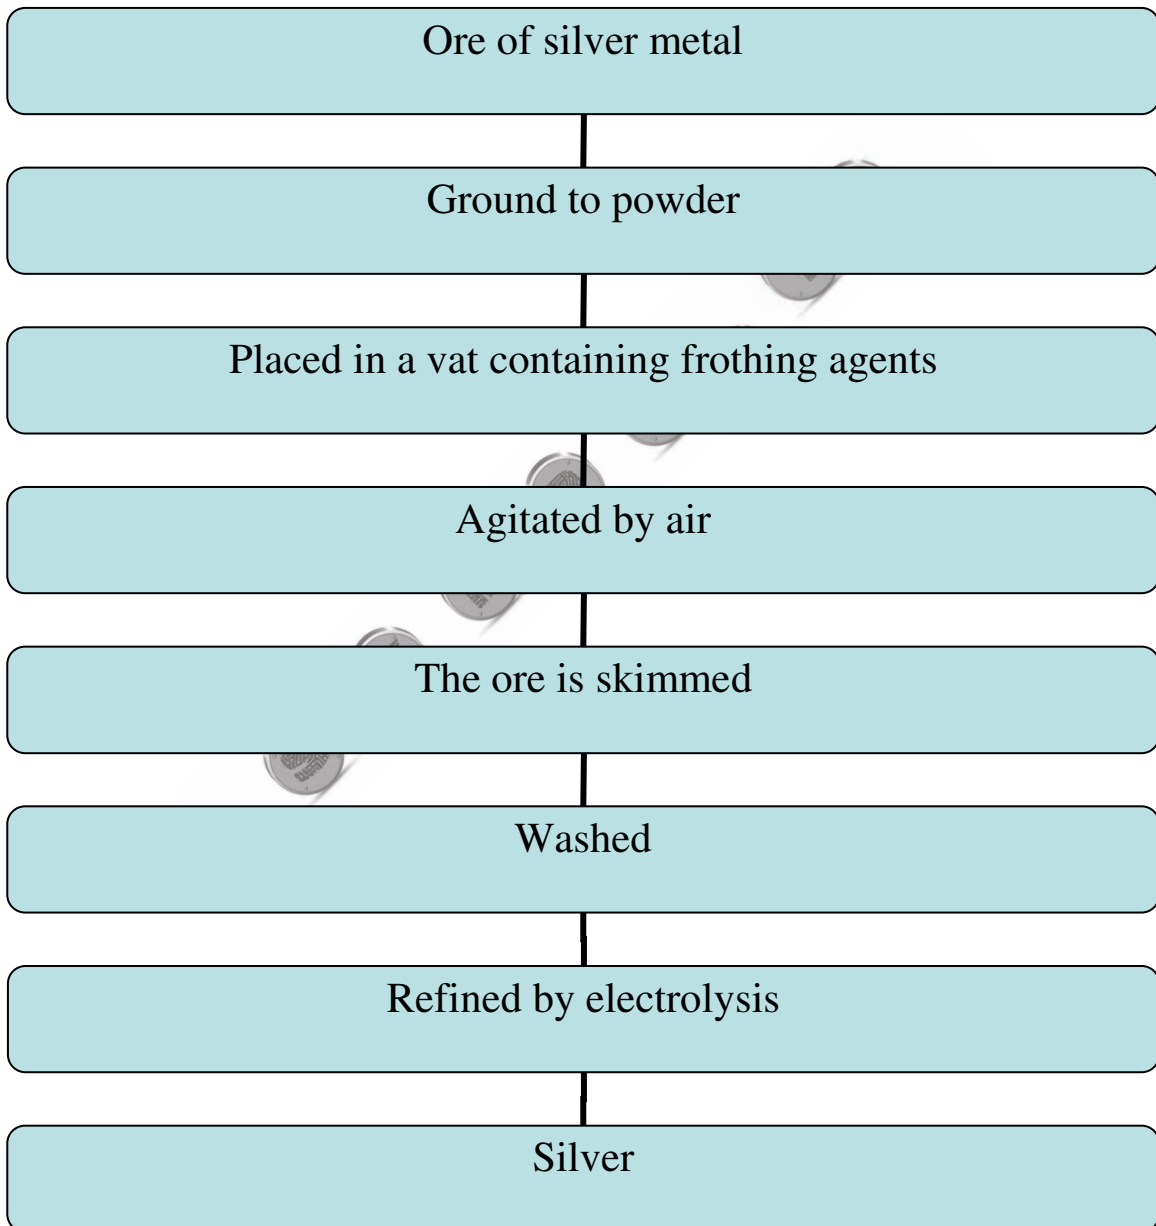 Ore of silver metal
Ground to powder
Placed in a vat containing frothing agents
Agitated by air
The ore is skimmed
Washed
Refined by electrolysis
Silver